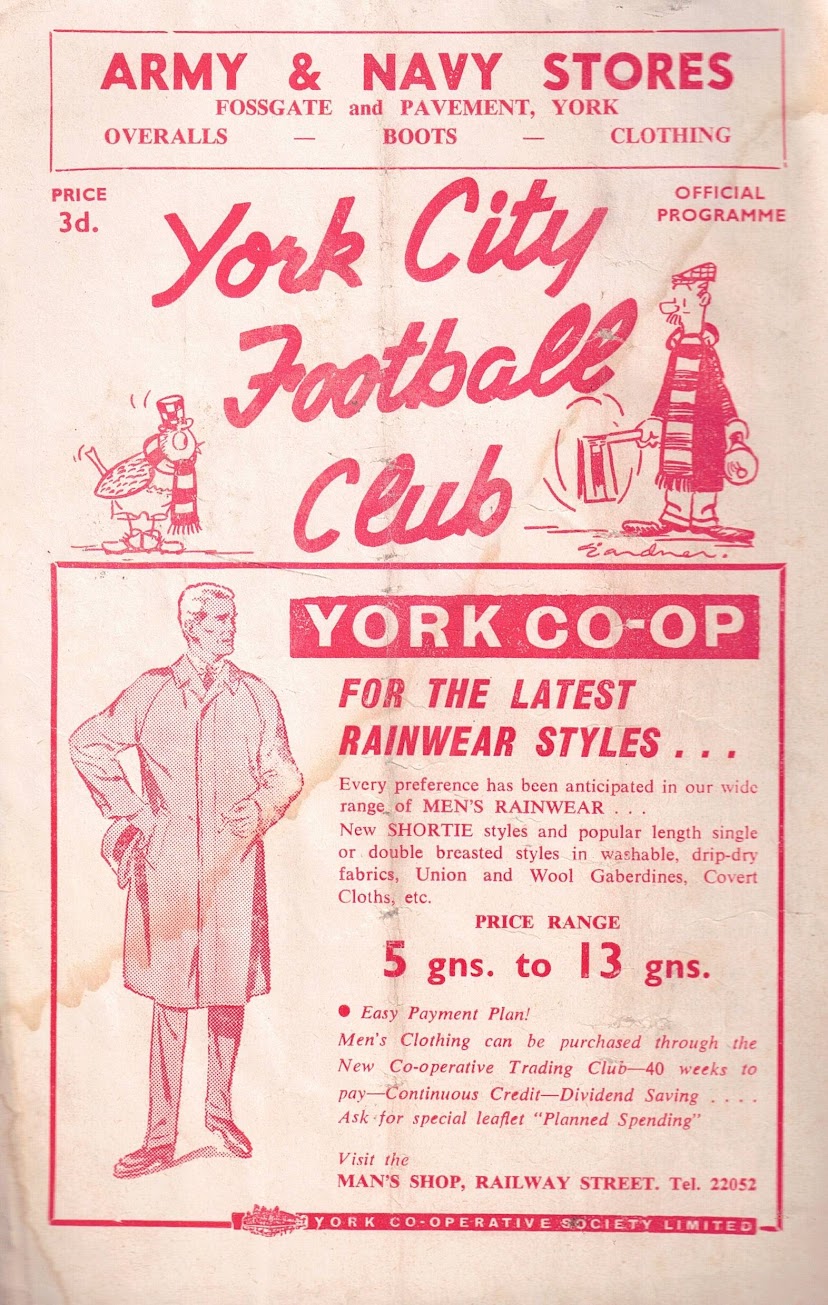 ARMY & NAVY STORES
FOSSGATE and PAVEMENT, YORK
OVERALLS — BOOTS — CLOTHING
PRICE
3d.
OFFICIAL
PROGRAMME
York City
Football
Club
Gardner.
YORK CO-OP
FOR THE LATEST
RAINWEAR STYLES . . .
Every preference has been anticipated in our wide
range of MEN'S RAINWEAR . . .
New SHORTIE styles and popular length single
or double breasted styles in washable, drip-dry
fabrics, Union and Wool Gaberdines, Covert
Cloths, etc.
PRICE RANGE
5 gns. to 13 gns.
● Easy Payment Plan!
Men's Clothing can be purchased through the
New Co-operative Trading Club—40 weeks to
pay—Continuous Credit—Dividend Saving . . . .
Ask for special leaflet "Planned Spending"
Visit the
MAN'S SHOP, RAILWAY STREET. Tel. 22052
YORK CO-OPERATIVE SOCIETY LIMITED